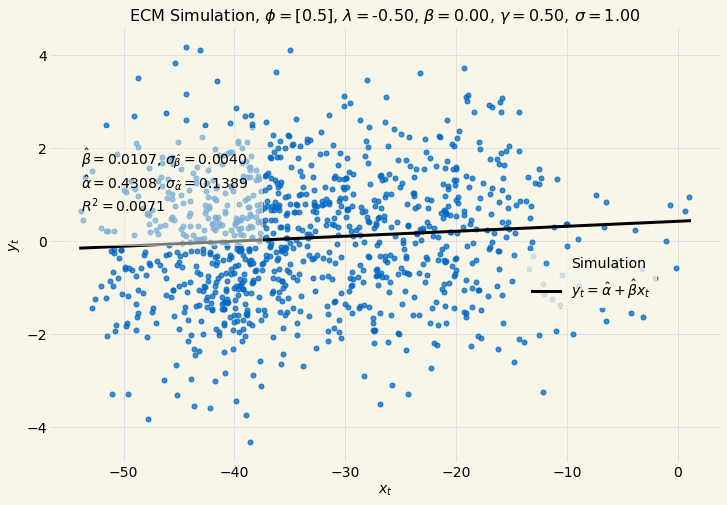 ECM Simulation, ϕ = [0.5], λ = -0.50, β = 0.00, γ = 0.50, σ = 1.00
4
2
0
−2
−4
y_t
β̂ = 0.0107, σ_β̂ = 0.0040
α̂ = 0.4308, σ_α̂ = 0.1389
R² = 0.0071
Simulation
y_t = α̂ + β̂x_t
−50
−40
−30
−20
−10
0
x_t